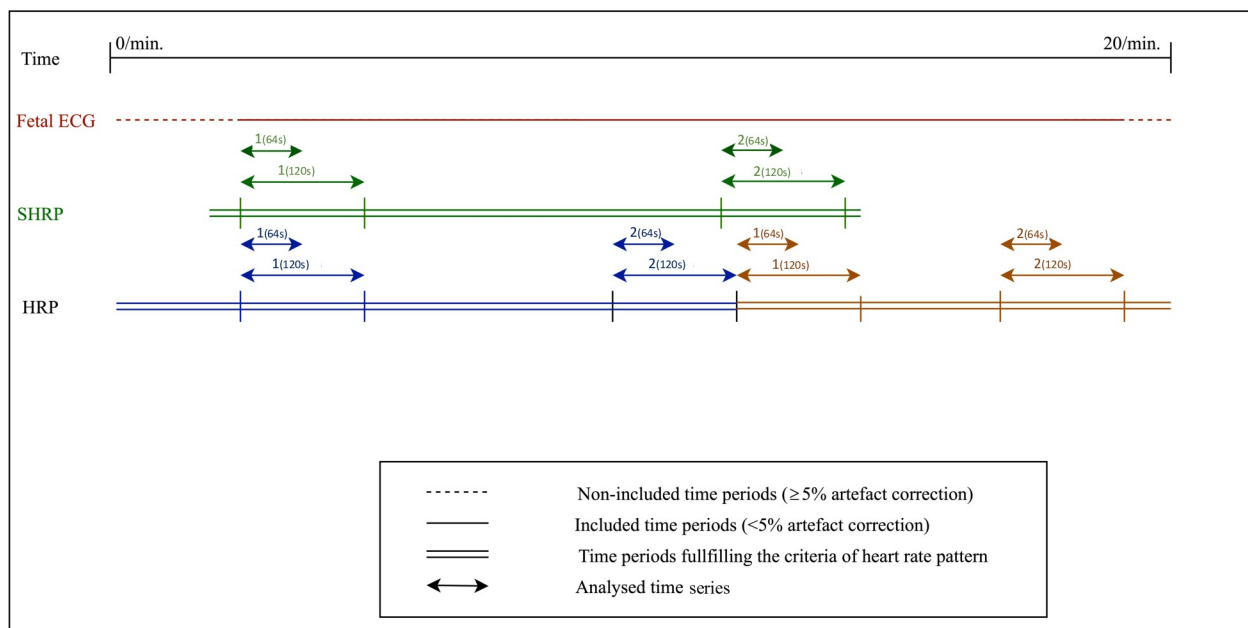 0/min.
20/min.
Time
Fetal ECG
1(64s)
2(64s)
1(120s)
2(120s)
SHRP
1(64s)
2(64s)
1(64s)
2(64s)
1(120s)
2(120s)
1(120s)
2(120s)
HRP
Non-included time periods (≥5% artefact correction)
Included time periods (<5% artefact correction)
Time periods fullfilling the criteria of heart rate pattern
Analysed time series